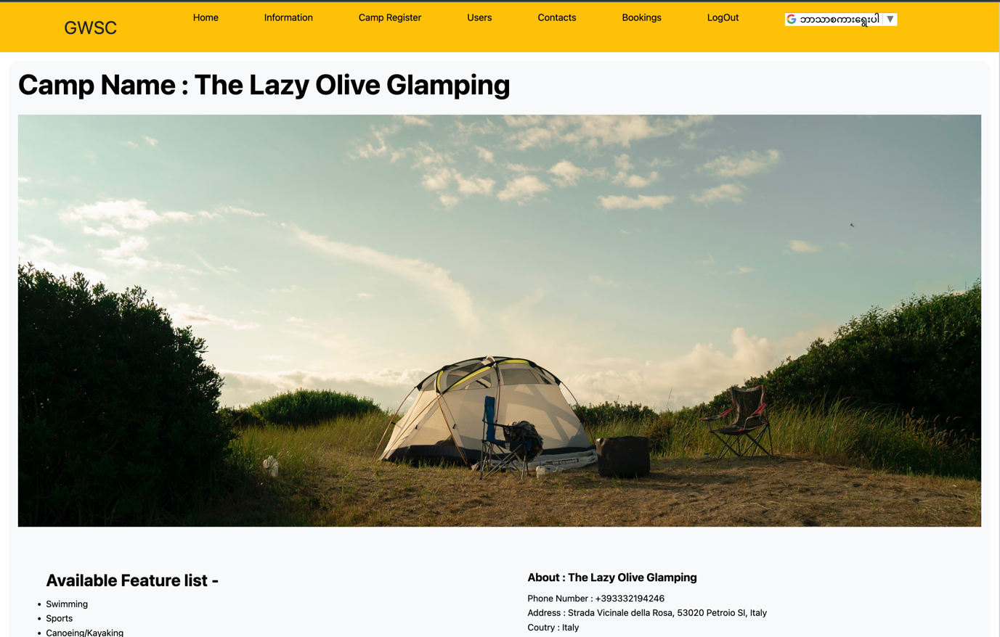 GWSC
Home
Information
Camp Register
Users
Contacts
Bookings
LogOut
ဘာသာစကားရွေးပါ
Camp Name : The Lazy Olive Glamping
Available Feature list -
Swimming
Sports
Canoeing/Kayaking
About : The Lazy Olive Glamping
Phone Number : +393332194246
Address : Strada Vicinale della Rosa, 53020 Petroio SI, Italy
Coutry : Italy